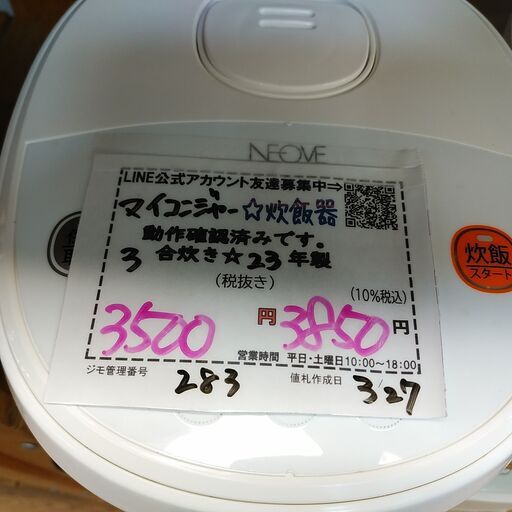 NEOVE
LINE公式アカウント友達募集中⇒
マイコンジャー☆炊飯器
動作確認済みです。
3合炊き☆23年製
(税抜き)
(10%税込)
3500円 3850円
営業時間 平日・土曜日10:00～18:00
ジモ管理番号 283 値札作成日 3/27
炊飯
スタート